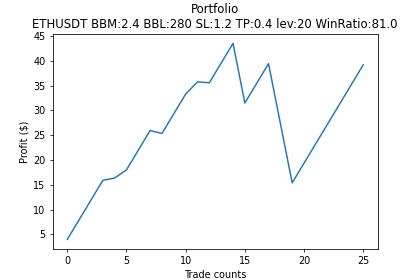 Portfolio
ETHUSDT BBM:2.4 BBL:280 SL:1.2 TP:0.4 lev:20 WinRatio:81.0
45
40
35
30
25
20
15
10
5
Profit ($)
0 5 10 15 20 25
Trade counts